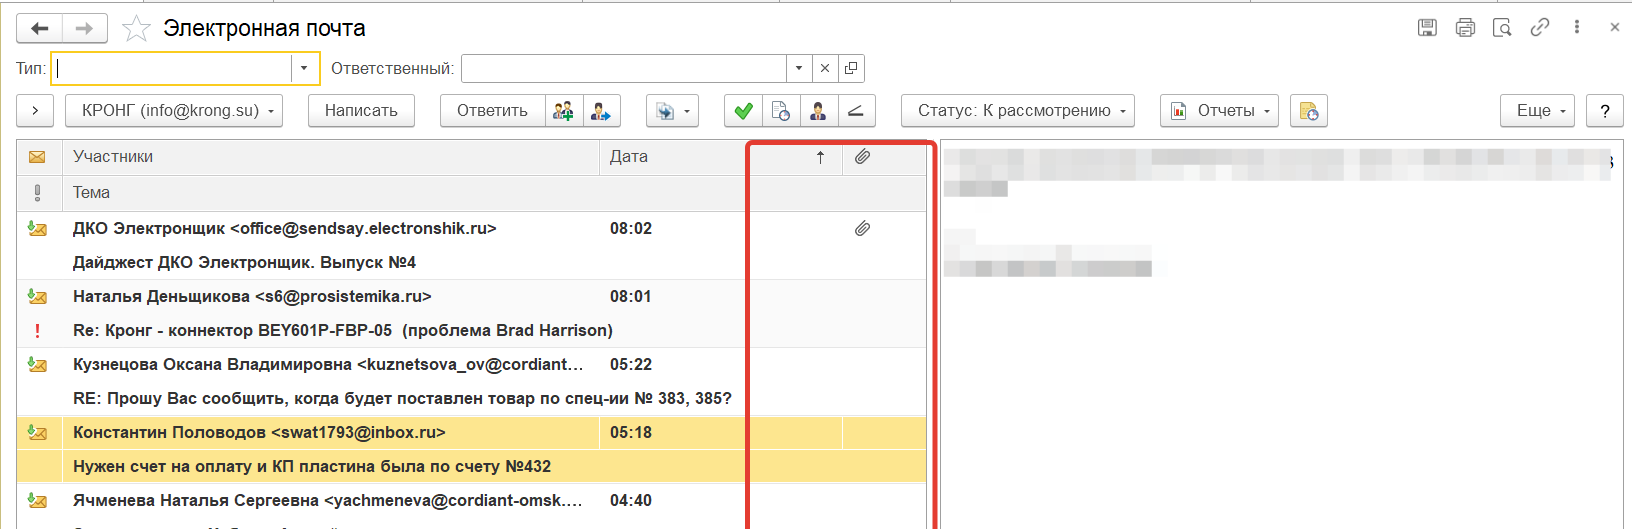 Электронная почта
Тип: Ответственный:
КРОНГ (info@krong.su) Написать Ответить Статус: К рассмотрению Отчеты Еще ?
Участники Дата
Тема
ДКО Электронщик <office@sendsay.electronshik.ru> 08:02
Дайджест ДКО Электронщик. Выпуск №4
Наталья Деньщикова <s6@prosistemika.ru> 08:01
Re: Кронг - коннектор BEY601P-FBP-05 (проблема Brad Harrison)
Кузнецова Оксана Владимировна <kuznetsova_ov@cordiant... 05:22
RE: Прошу Вас сообщить, когда будет поставлен товар по спец-ии № 383, 385?
Константин Половодов <swat1793@inbox.ru> 05:18
Нужен счет на оплату и КП пластина была по счету №432
Ячменева Наталья Сергеевна <yachmeneva@cordiant-omsk.... 04:40